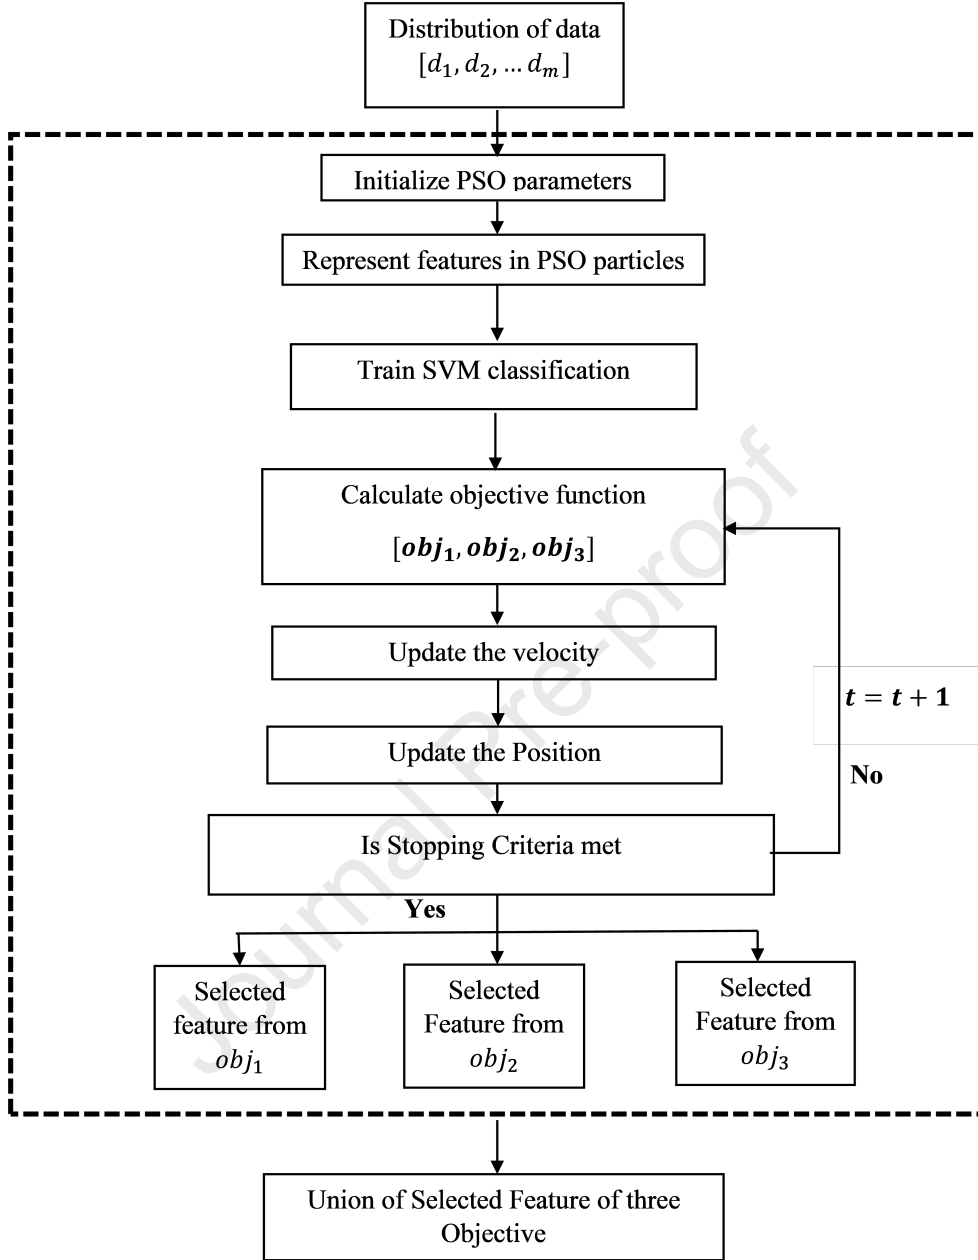 Distribution of data
[d₁, d₂, … dₘ]
Initialize PSO parameters
Represent features in PSO particles
Train SVM classification
Calculate objective function
[obj₁, obj₂, obj₃]
Update the velocity
t = t + 1
Update the Position
No
Is Stopping Criteria met
Yes
Selected
feature from
obj₁
Selected
Feature from
obj₂
Selected
Feature from
obj₃
Union of Selected Feature of three
Objective
Journal Pre-proof